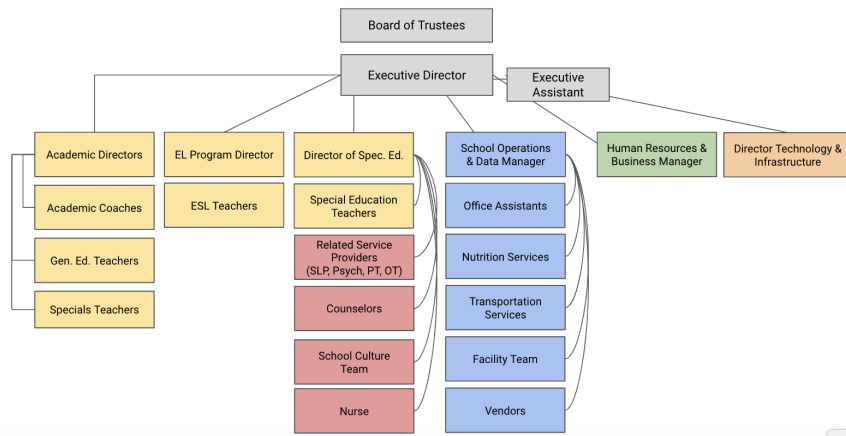 Board of Trustees
Executive Director
Executive
Assistant
Academic Directors
EL Program Director
Director of Spec. Ed.
School Operations
& Data Manager
Human Resources &
Business Manager
Director Technology &
Infrastructure
Academic Coaches
ESL Teachers
Special Education
Teachers
Office Assistants
Gen. Ed. Teachers
Related Service
Providers
(SLP, Psych, PT, OT)
Nutrition Services
Specials Teachers
Counselors
Transportation
Services
School Culture
Team
Facility Team
Nurse
Vendors